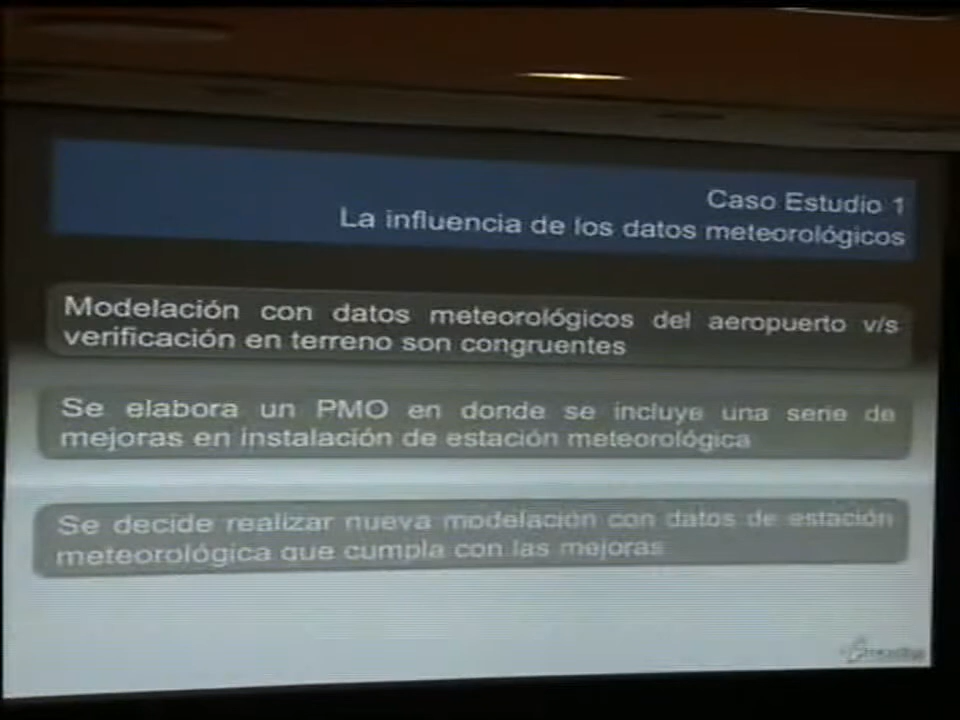 Caso Estudio 1
La influencia de los datos meteorológicos
Modelación con datos meteorológicos del aeropuerto v/s
verificación en terreno son congruentes
Se elabora un PMO en donde se incluye una serie de
mejoras en instalación de estación meteorológica
Se decide realizar nueva modelación con datos de estación
meteorológica que cumpla con las mejoras